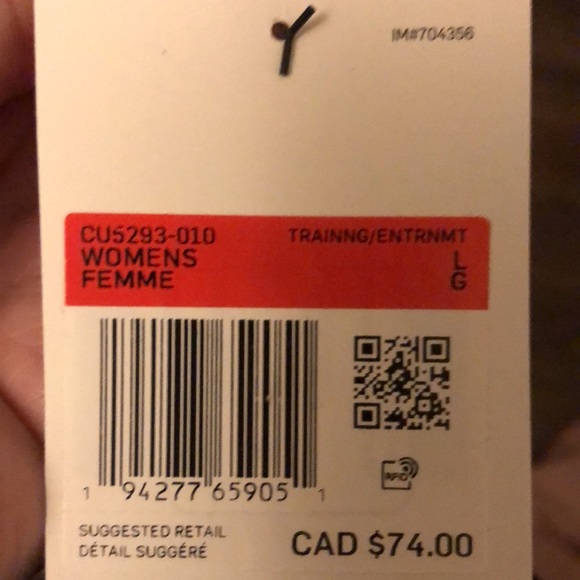 IM#704356
CU5293-010 TRAINNG/ENTRNMT
WOMENS L
FEMME G
RFID
1 94277 65905 1
SUGGESTED RETAIL
DÉTAIL SUGGÉRÉ
CAD $74.00